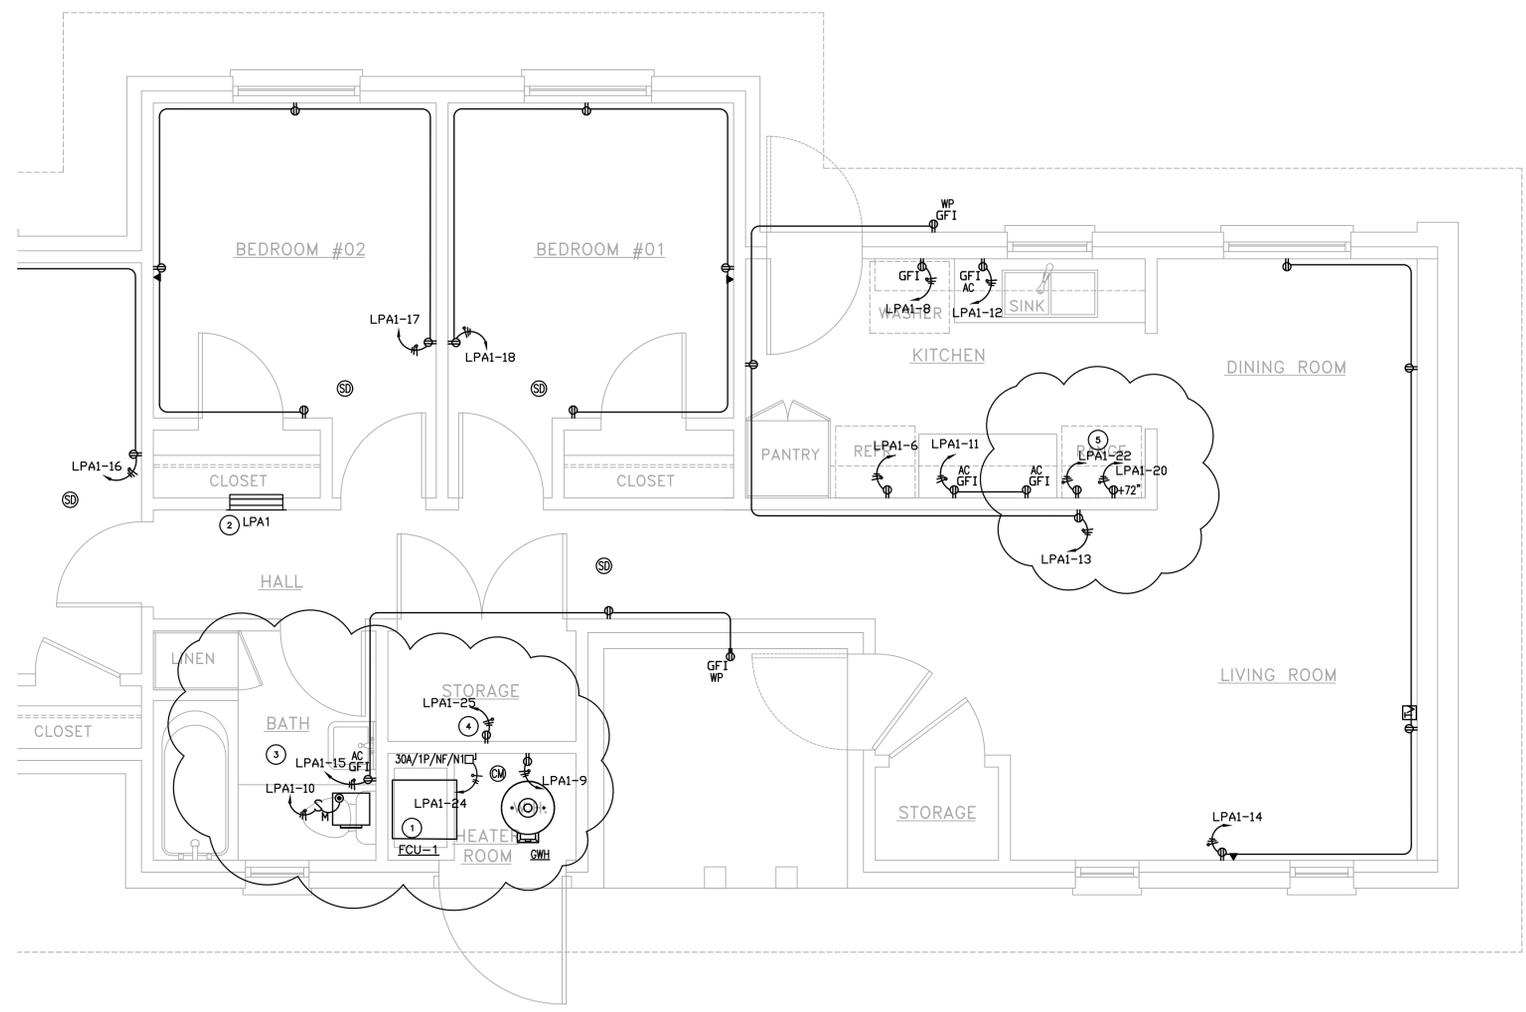 WP
GFI
BEDROOM #02
BEDROOM #01
GFI
GFI
AC
LPA1-8
WASHER
LPA1-12
SINK
LPA1-17
LPA1-18
KITCHEN
DINING ROOM
SD
SD
LPA1-16
SD
CLOSET
CLOSET
PANTRY
REFR
LPA1-6
LPA1-11
AC
GFI
AC
GFI
5
RANGE
LPA1-22
LPA1-20
+72"
2
LPA1
LPA1-13
HALL
SD
LINEN
GFI
WP
STORAGE
LIVING ROOM
LPA1-25
4
BATH
CLOSET
TV
3
AC
GFI
LPA1-15
30A/1P/NF/N1
CM
LPA1-9
LPA1-10
S
M
LPA1-24
1
FCU-1
HEATER
ROOM
GWH
STORAGE
LPA1-14